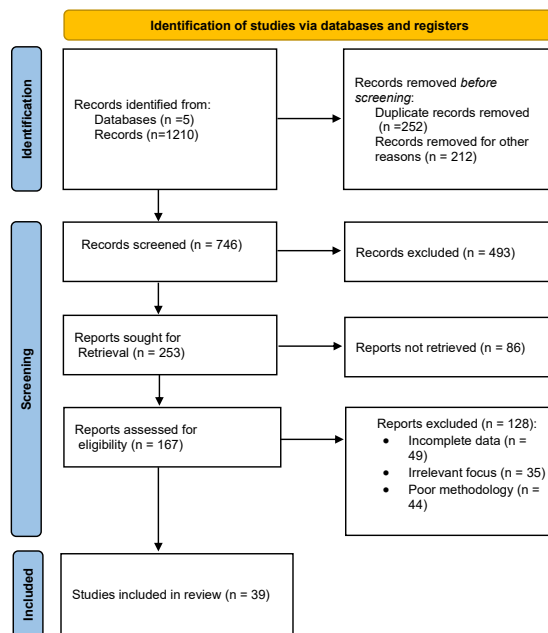 Identification of studies via databases and registers
Identification
Records identified from:
Databases (n =5)
Records (n=1210)
Records removed before
screening:
Duplicate records removed
(n =252)
Records removed for other
reasons (n = 212)
Screening
Records screened (n = 746)
Records excluded (n = 493)
Reports sought for
Retrieval (n = 253)
Reports not retrieved (n = 86)
Reports assessed for
eligibility (n = 167)
Reports excluded (n = 128):
• Incomplete data (n =
49)
• Irrelevant focus (n = 35)
• Poor methodology (n =
44)
Included
Studies included in review (n = 39)